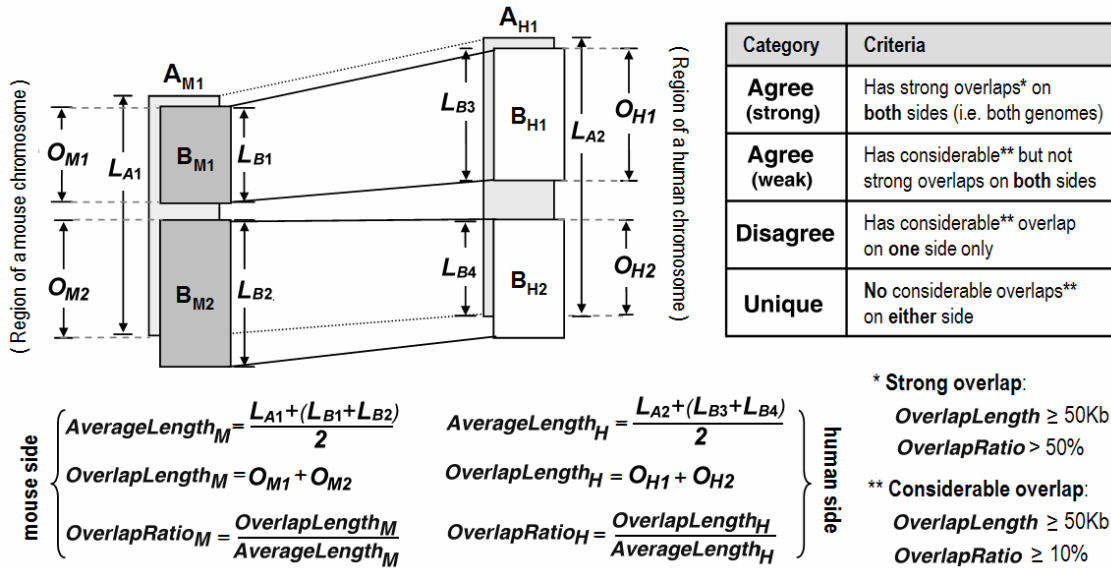 A_H1
A_M1
( Region of a mouse chromosome )
( Region of a human chromosome )
O_M1
L_A1
B_M1
L_B1
L_B3
B_H1
L_A2
O_H1
O_M2
B_M2
L_B2
L_B4
B_H2
O_H2
Category Criteria
Agree (strong) Has strong overlaps* on
both sides (i.e. both genomes)
Agree (weak) Has considerable** but not
strong overlaps on both sides
Disagree Has considerable** overlap
on one side only
Unique No considerable overlaps**
on either side
mouse side
AverageLength_M = L_A1+(L_B1+L_B2) / 2
OverlapLength_M = O_M1 + O_M2
OverlapRatio_M = OverlapLength_M / AverageLength_M
AverageLength_H = L_A2+(L_B3+L_B4) / 2
OverlapLength_H = O_H1 + O_H2
OverlapRatio_H = OverlapLength_H / AverageLength_H
human side
* Strong overlap:
OverlapLength ≥ 50Kb
OverlapRatio > 50%
** Considerable overlap:
OverlapLength ≥ 50Kb
OverlapRatio ≥ 10%